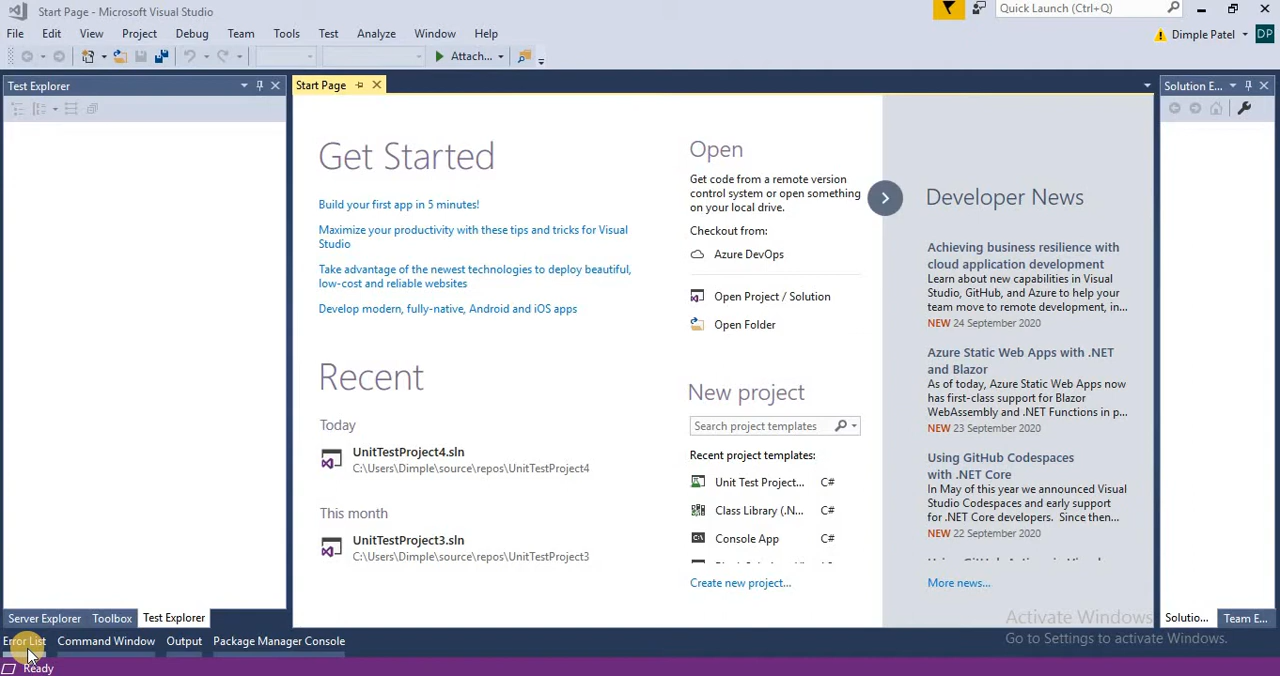 Start Page - Microsoft Visual Studio
Quick Launch (Ctrl+Q)
File Edit View Project Debug Team Tools Test Analyze Window Help
Dimple Patel
DP
Attach...
Test Explorer
Start Page
Solution E...
Get Started
Build your first app in 5 minutes!
Maximize your productivity with these tips and tricks for Visual
Studio
Take advantage of the newest technologies to deploy beautiful,
low-cost and reliable websites
Develop modern, fully-native, Android and iOS apps
Recent
Today
UnitTestProject4.sln
C:\Users\Dimple\source\repos\UnitTestProject4
This month
UnitTestProject3.sln
C:\Users\Dimple\source\repos\UnitTestProject3
Open
Get code from a remote version
control system or open something
on your local drive.
Checkout from:
Azure DevOps
Open Project / Solution
Open Folder
New project
Search project templates
Recent project templates:
Unit Test Project... C#
Class Library (.N... C#
Console App C#
Create new project...
Developer News
Achieving business resilience with
cloud application development
Learn about new capabilities in Visual
Studio, GitHub, and Azure to help your
team move to remote development, in...
NEW 24 September 2020
Azure Static Web Apps with .NET
and Blazor
As of today, Azure Static Web Apps now
has first-class support for Blazor
WebAssembly and .NET Functions in p...
NEW 23 September 2020
Using GitHub Codespaces
with .NET Core
In May of this year we announced Visual
Studio Codespaces and early support
for .NET Core developers. Since then...
NEW 22 September 2020
More news...
Activate Windows
Go to Settings to activate Windows.
Server Explorer Toolbox Test Explorer
Solutio... Team E...
Error List Command Window Output Package Manager Console
Ready